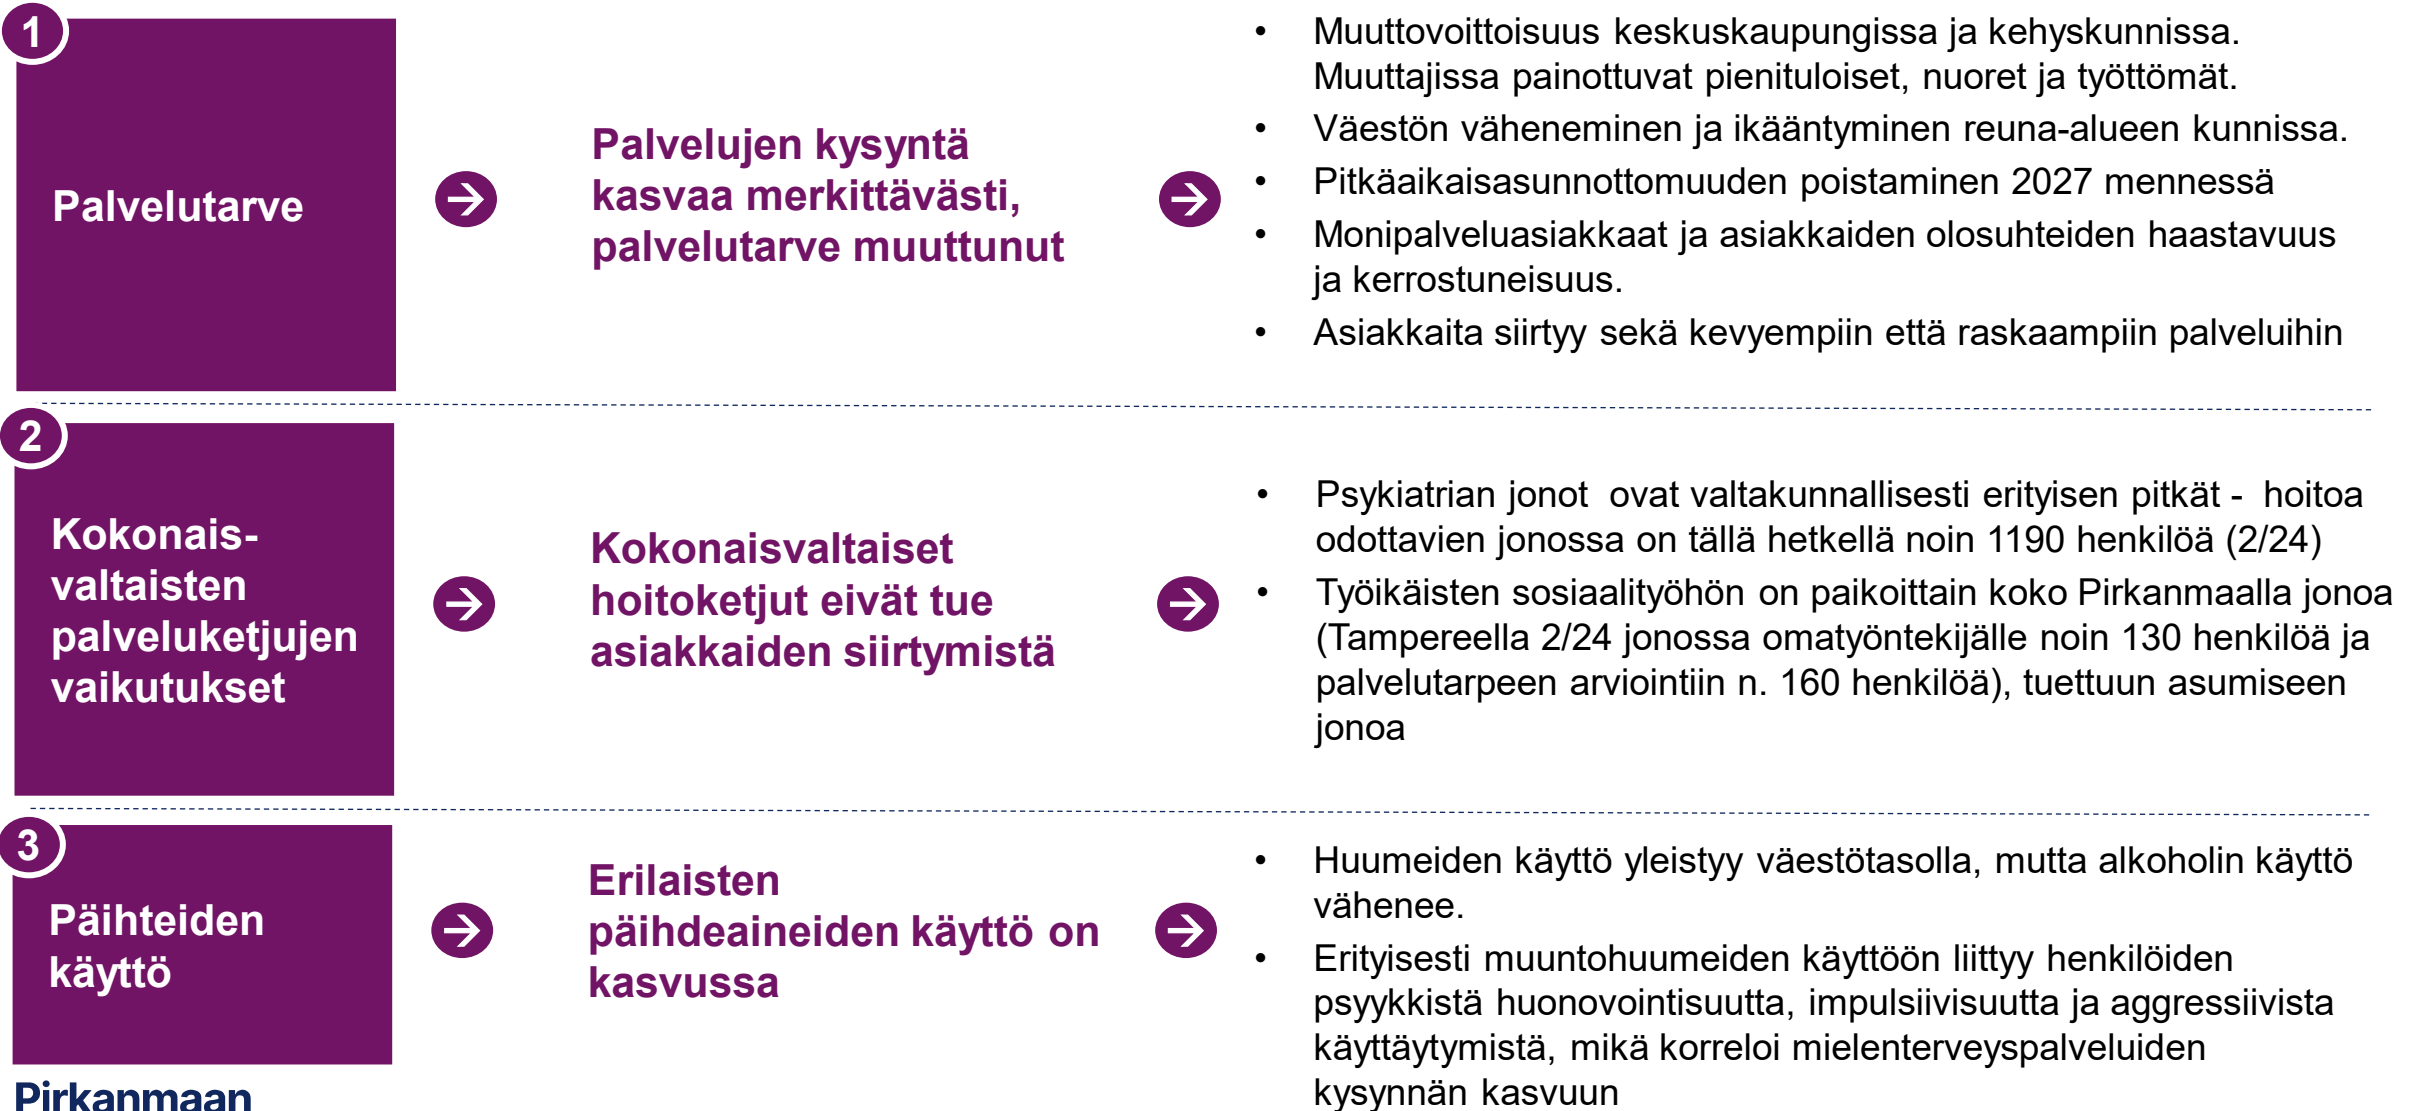 1
Palvelutarve
Palvelujen kysyntä
kasvaa merkittävästi,
palvelutarve muuttunut
• Muuttovoittoisuus keskuskaupungissa ja kehyskunnissa.
Muuttajissa painottuvat pienituloiset, nuoret ja työttömät.
• Väestön väheneminen ja ikääntyminen reuna-alueen kunnissa.
• Pitkäaikaisasunnottomuuden poistaminen 2027 mennessä
• Monipalveluasiakkaat ja asiakkaiden olosuhteiden haastavuus
ja kerrostuneisuus.
• Asiakkaita siirtyy sekä kevyempiin että raskaampiin palveluihin
2
Kokonais-
valtaisten
palveluketjujen
vaikutukset
Kokonaisvaltaiset
hoitoketjut eivät tue
asiakkaiden siirtymistä
• Psykiatrian jonot ovat valtakunnallisesti erityisen pitkät - hoitoa
odottavien jonossa on tällä hetkellä noin 1190 henkilöä (2/24)
• Työikäisten sosiaalityöhön on paikoittain koko Pirkanmaalla jonoa
(Tampereella 2/24 jonossa omatyöntekijälle noin 130 henkilöä ja
palvelutarpeen arviointiin n. 160 henkilöä), tuettuun asumiseen
jonoa
3
Päihteiden
käyttö
Erilaisten
päihdeaineiden käyttö on
kasvussa
• Huumeiden käyttö yleistyy väestötasolla, mutta alkoholin käyttö
vähenee.
• Erityisesti muuntohuumeiden käyttöön liittyy henkilöiden
psyykkistä huonovointisuutta, impulsiivisuutta ja aggressiivista
käyttäytymistä, mikä korreloi mielenterveyspalveluiden
kysynnän kasvuun
Pirkanmaan